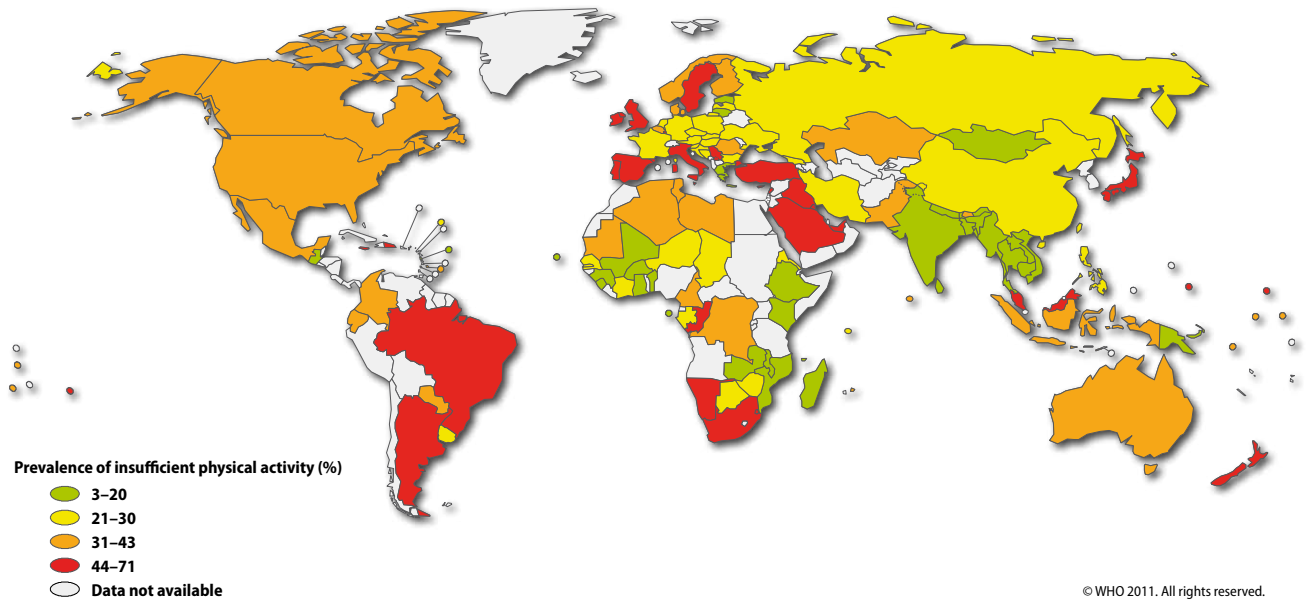 Prevalence of insufficient physical activity (%)
3–20
21–30
31–43
44–71
Data not available
© WHO 2011. All rights reserved.